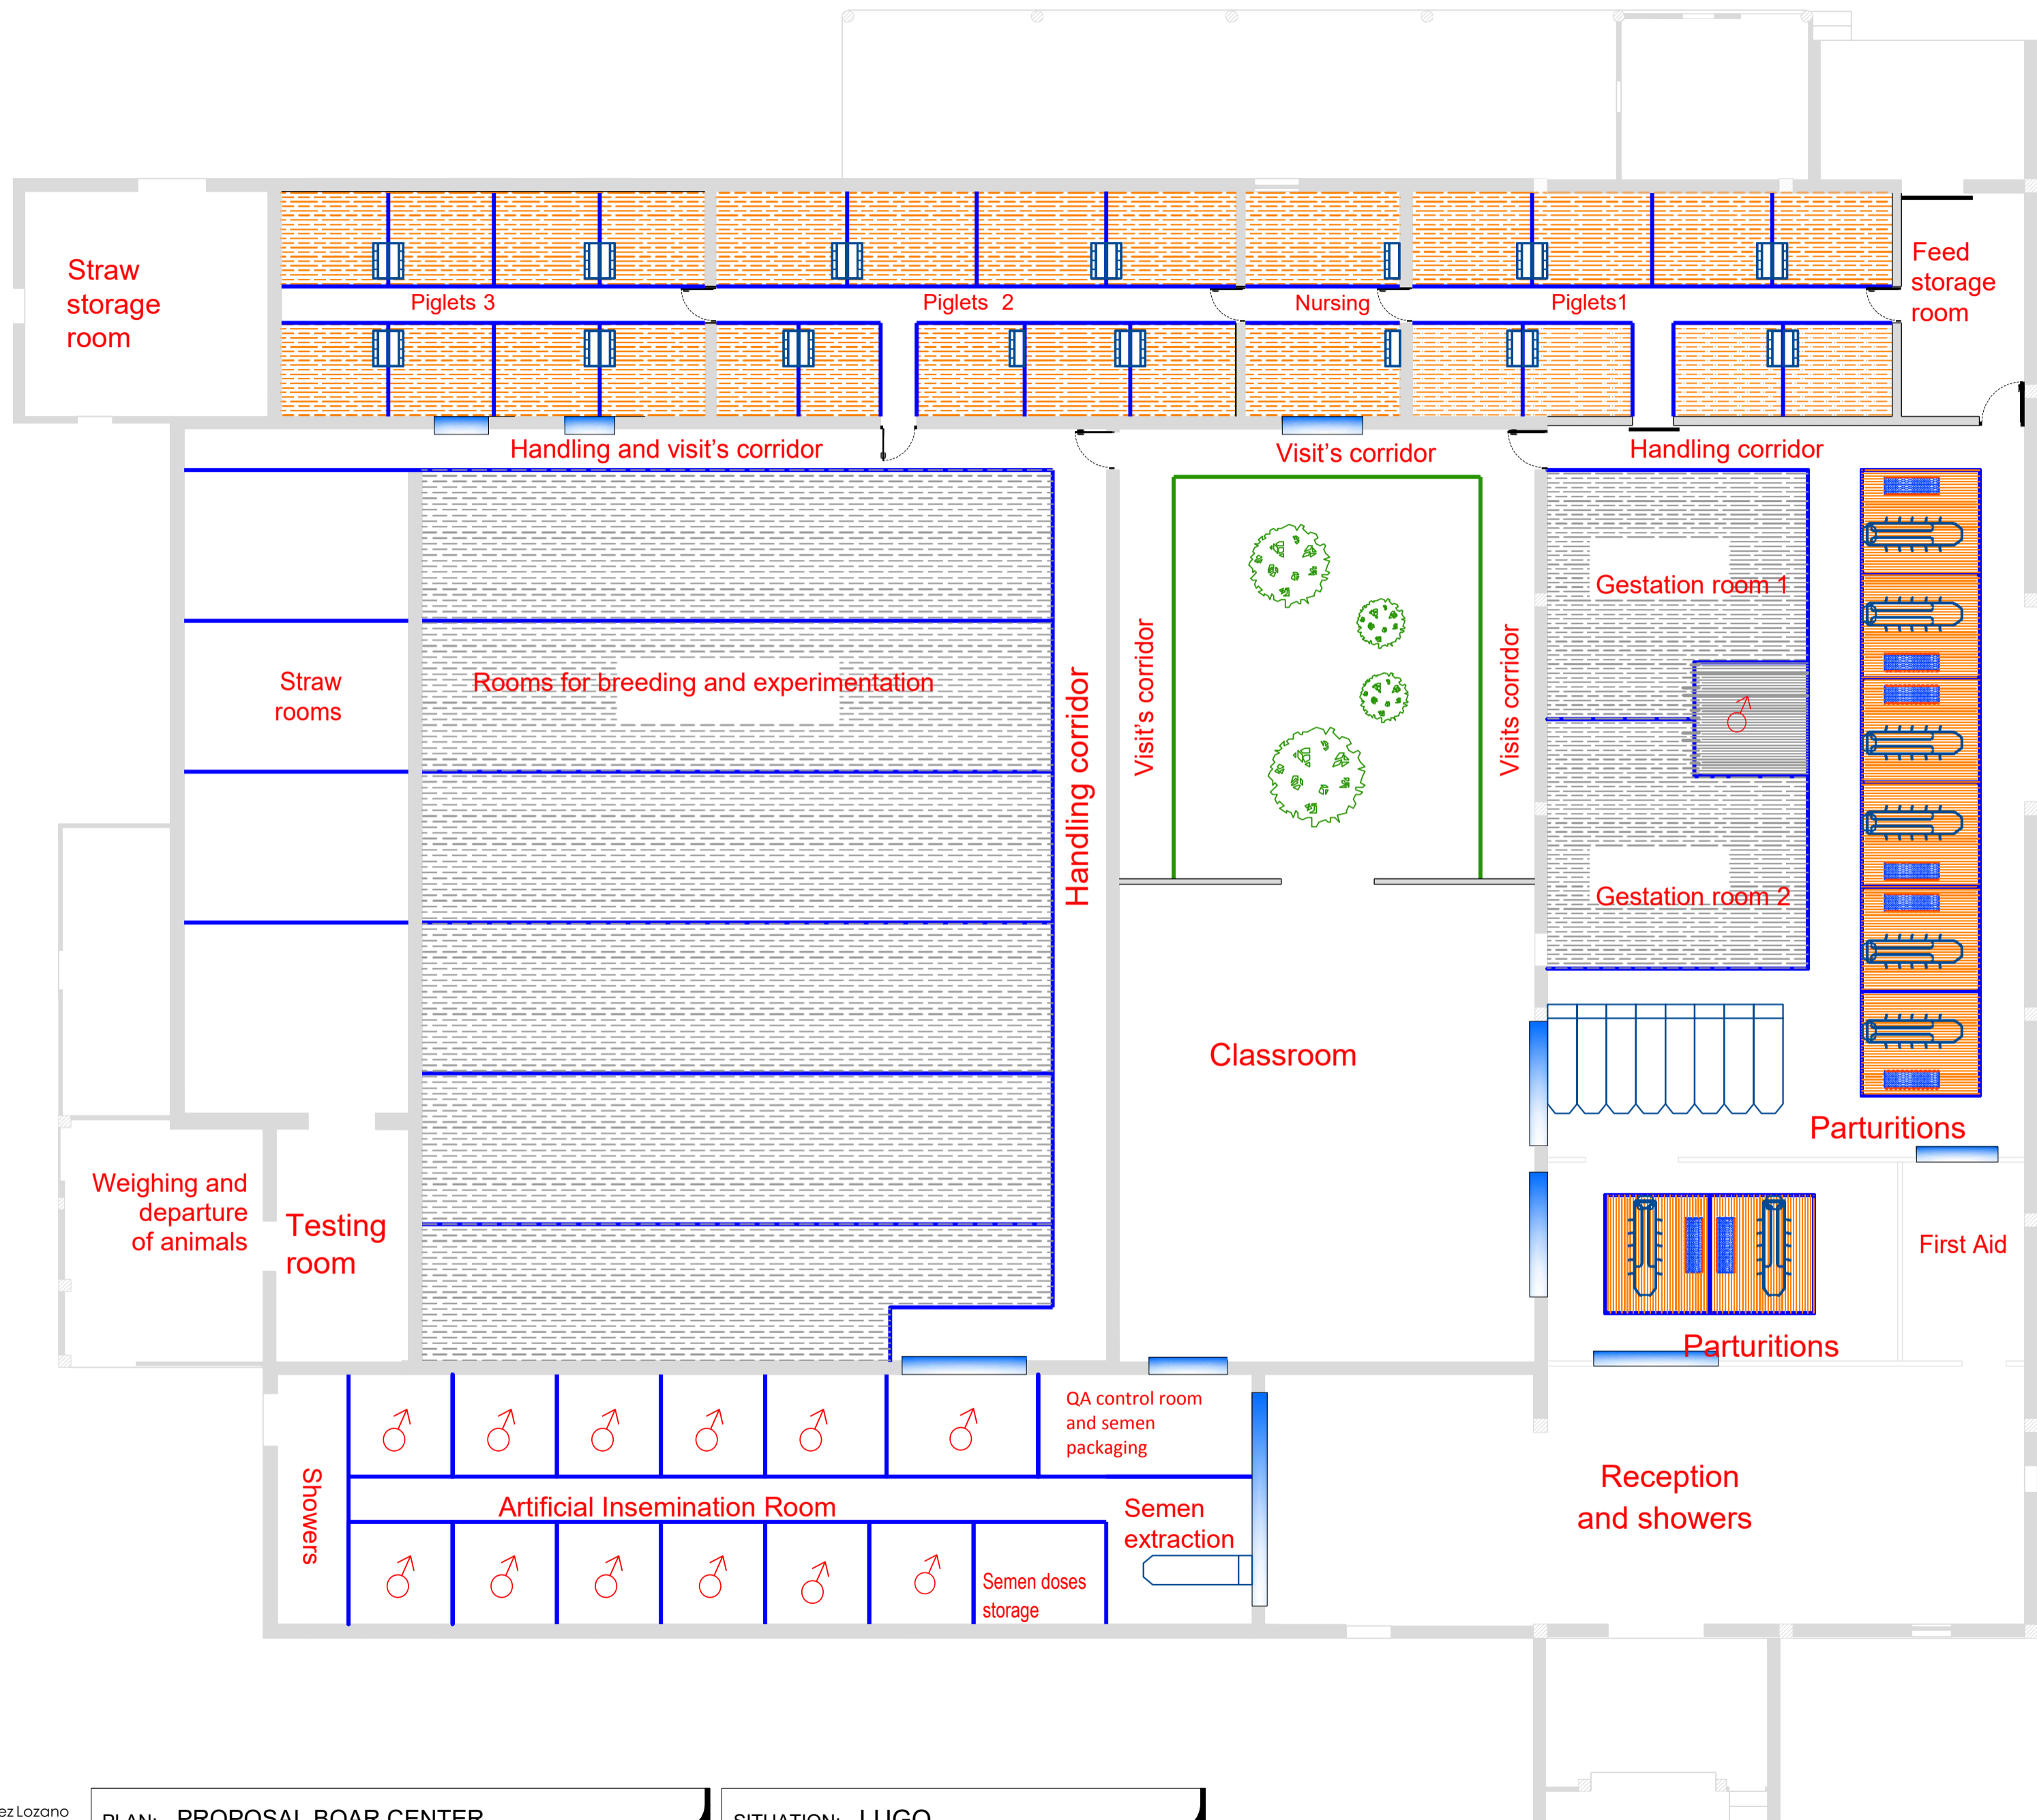 Straw
storage
room
Piglets 3
Piglets 2
Nursing
Piglets1
Feed
storage
room
Handling and visit's corridor
Visit's corridor
Handling corridor
Straw
rooms
Rooms for breeding and experimentation
Handling corridor
Visit's corridor
Visits corridor
Gestation room 1
Gestation room 2
Classroom
Parturitions
Weighing and
departure
of animals
Testing
room
First Aid
Parturitions
QA control room
and semen
packaging
Showers
Artificial Insemination Room
Semen
extraction
Semen doses
storage
Reception
and showers
ez Lozano
PLAN: PROPOSAL BOAR CENTER
SITUATION: LUGO